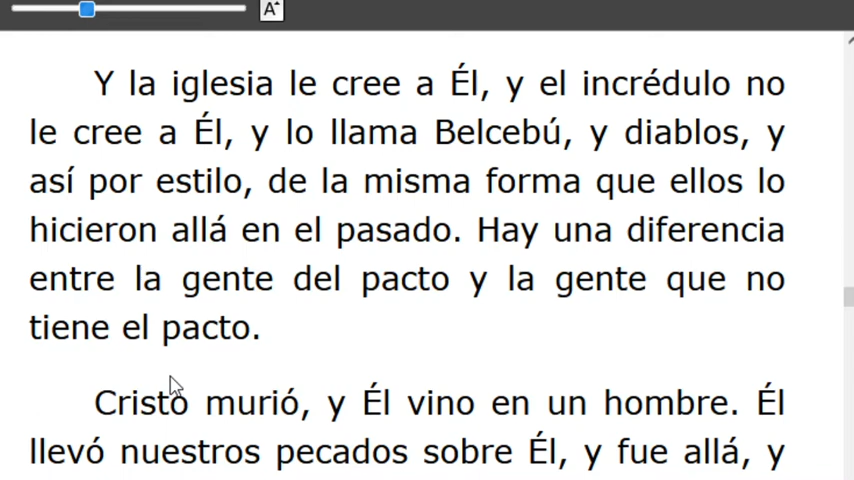 A
Y la iglesia le cree a Él, y el incrédulo no
le cree a Él, y lo llama Belcebú, y diablos, y
así por estilo, de la misma forma que ellos lo
hicieron allá en el pasado. Hay una diferencia
entre la gente del pacto y la gente que no
tiene el pacto.
Cristo murió, y Él vino en un hombre. Él
llevó nuestros pecados sobre Él, y fue allá, y